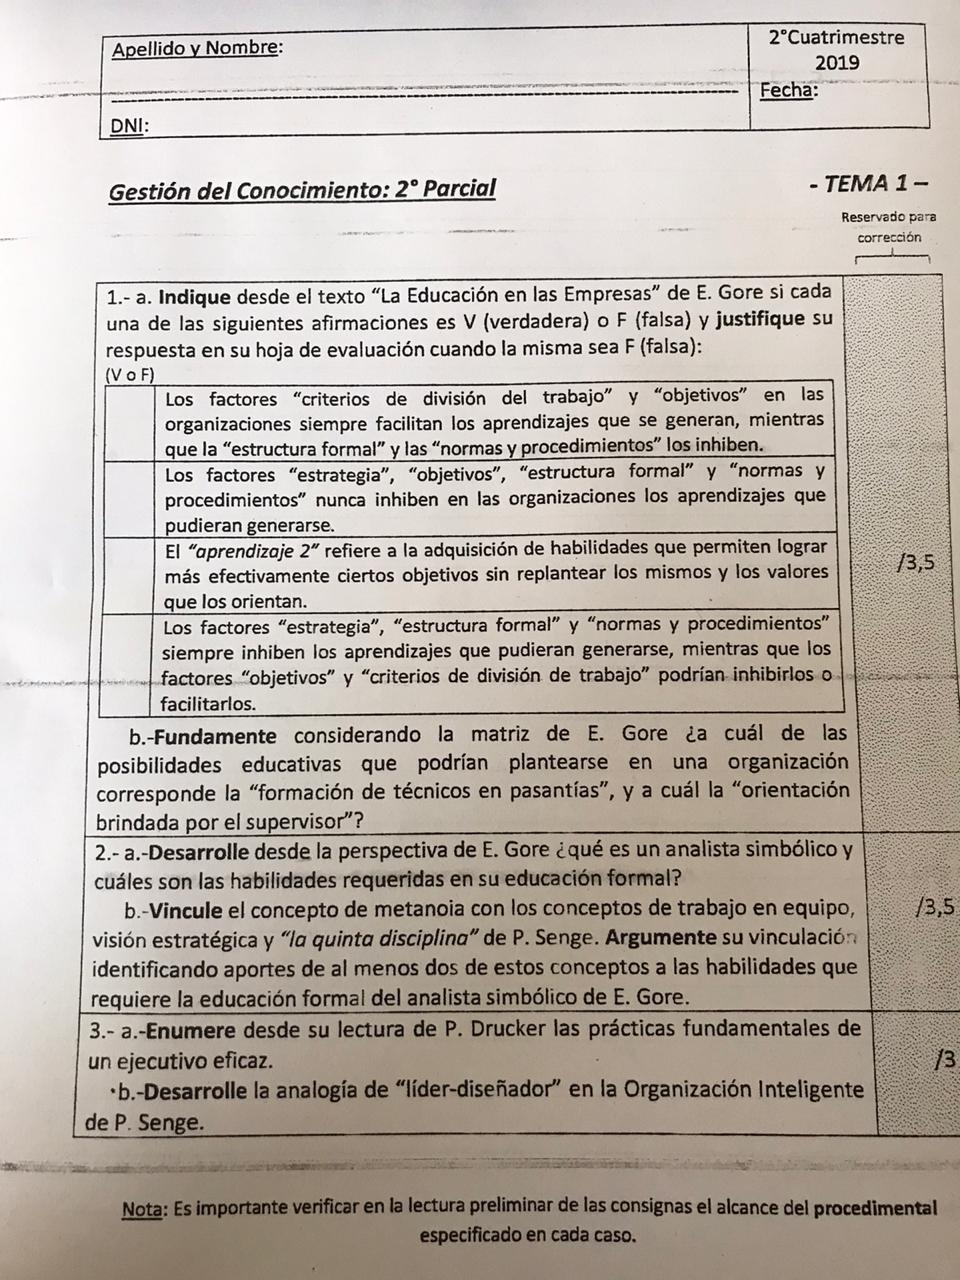 Apellido y Nombre:
2°Cuatrimestre
2019
Fecha:
DNI:
Gestión del Conocimiento: 2° Parcial
- TEMA 1 –
Reservado para
corrección
1.- a. Indique desde el texto “La Educación en las Empresas” de E. Gore si cada
una de las siguientes afirmaciones es V (verdadera) o F (falsa) y justifique su
respuesta en su hoja de evaluación cuando la misma sea F (falsa):
(V o F)
Los factores “criterios de división del trabajo” y “objetivos” en las
organizaciones siempre facilitan los aprendizajes que se generan, mientras
que la “estructura formal” y las “normas y procedimientos” los inhiben.
Los factores “estrategia”, “objetivos”, “estructura formal” y “normas y
procedimientos” nunca inhiben en las organizaciones los aprendizajes que
pudieran generarse.
El “aprendizaje 2” refiere a la adquisición de habilidades que permiten lograr
más efectivamente ciertos objetivos sin replantear los mismos y los valores
que los orientan.
/3,5
Los factores “estrategia”, “estructura formal” y “normas y procedimientos”
siempre inhiben los aprendizajes que pudieran generarse, mientras que los
factores “objetivos” y “criterios de división de trabajo” podrían inhibirlos o
facilitarlos.
b.-Fundamente considerando la matriz de E. Gore ¿a cuál de las
posibilidades educativas que podrían plantearse en una organización
corresponde la “formación de técnicos en pasantías”, y a cuál la “orientación
brindada por el supervisor”?
2.- a.-Desarrolle desde la perspectiva de E. Gore ¿qué es un analista simbólico y
cuáles son las habilidades requeridas en su educación formal?
b.-Vincule el concepto de metanoia con los conceptos de trabajo en equipo,
visión estratégica y “la quinta disciplina” de P. Senge. Argumente su vinculación
identificando aportes de al menos dos de estos conceptos a las habilidades que
requiere la educación formal del analista simbólico de E. Gore.
/3,5
3.- a.-Enumere desde su lectura de P. Drucker las prácticas fundamentales de
un ejecutivo eficaz.
b.-Desarrolle la analogía de “líder-diseñador” en la Organización Inteligente
de P. Senge.
/3
Nota: Es importante verificar en la lectura preliminar de las consignas el alcance del procedimental
especificado en cada caso.